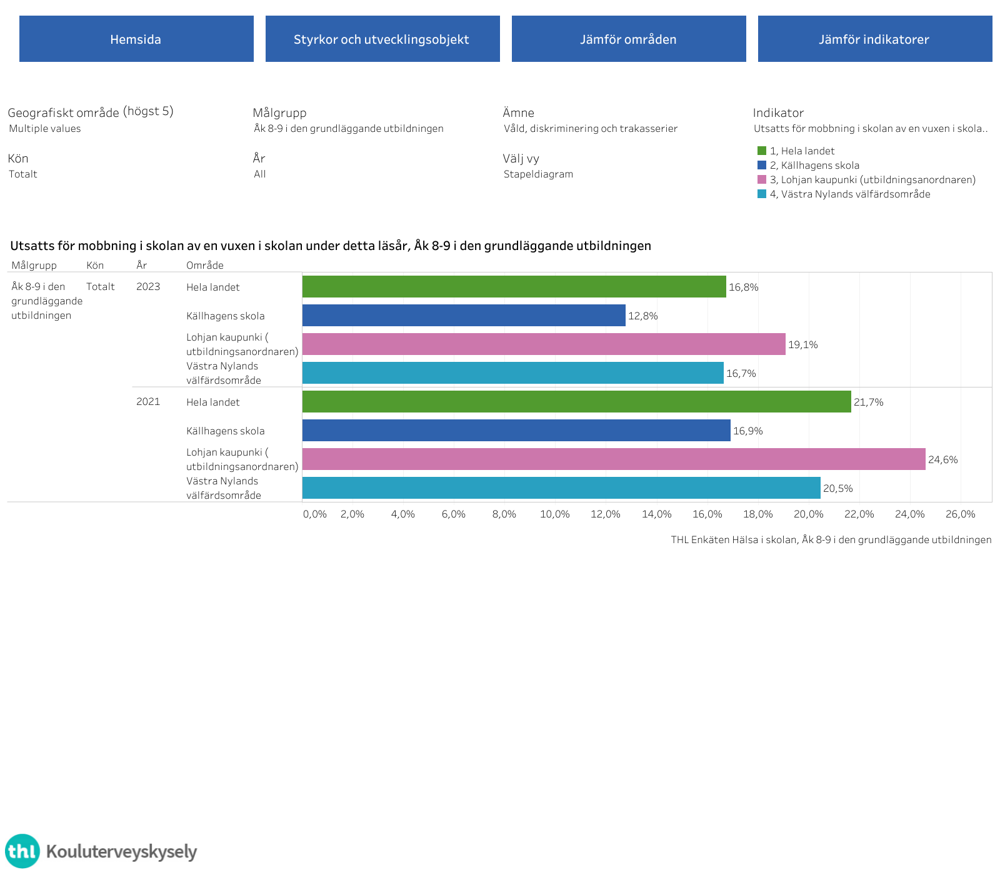 Hemsida
Styrkor och utvecklingsobjekt
Jämför områden
Jämför indikatorer
Geografiskt område (högst 5)
Multiple values
Målgrupp
Åk 8-9 i den grundläggande utbildningen
Ämne
Våld, diskriminering och trakasserier
Indikator
Utsatts för mobbning i skolan av en vuxen i skola..
Kön
Totalt
År
All
Välj vy
Stapeldiagram
1, Hela landet
2, Källhagens skola
3, Lohjan kaupunki (utbildningsanordnaren)
4, Västra Nylands välfärdsområde
Utsatts för mobbning i skolan av en vuxen i skolan under detta läsår, Åk 8-9 i den grundläggande utbildningen
Målgrupp Kön År Område
Åk 8-9 i den
grundläggande
utbildningen
Totalt
2023
Hela landet
16,8%
Källhagens skola
12,8%
Lohjan kaupunki (
utbildningsanordnaren)
19,1%
Västra Nylands
välfärdsområde
16,7%
2021
Hela landet
21,7%
Källhagens skola
16,9%
Lohjan kaupunki (
utbildningsanordnaren)
24,6%
Västra Nylands
välfärdsområde
20,5%
0,0% 2,0% 4,0% 6,0% 8,0% 10,0% 12,0% 14,0% 16,0% 18,0% 20,0% 22,0% 24,0% 26,0%
THL Enkäten Hälsa i skolan, Åk 8-9 i den grundläggande utbildningen
thl Kouluterveyskysely